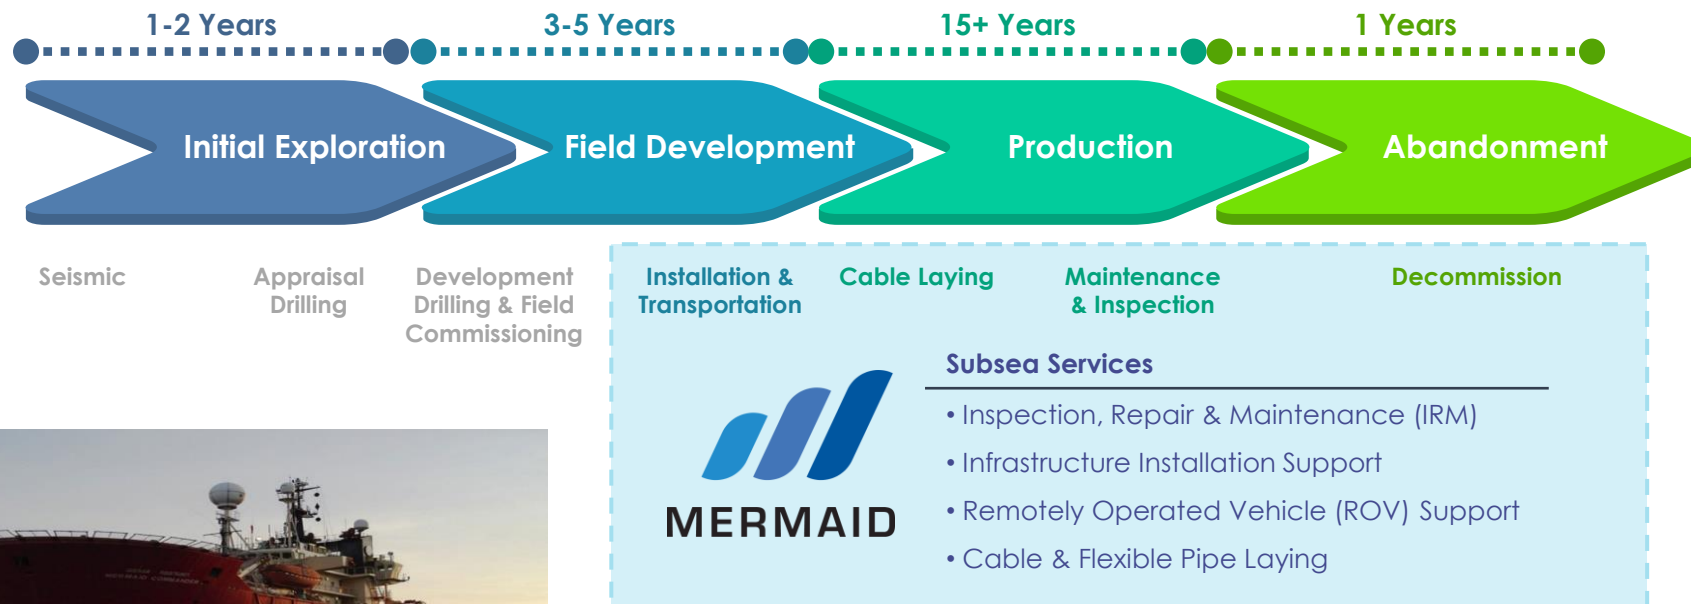 1-2 Years
3-5 Years
15+ Years
1 Years
Initial Exploration
Field Development
Production
Abandonment
Seismic
Appraisal
Drilling
Development
Drilling & Field
Commissioning
Installation &
Transportation
Cable Laying
Maintenance
& Inspection
Decommission
MERMAID
Subsea Services
• Inspection, Repair & Maintenance (IRM)
• Infrastructure Installation Support
• Remotely Operated Vehicle (ROV) Support
• Cable & Flexible Pipe Laying
MERMAID COMMANDER